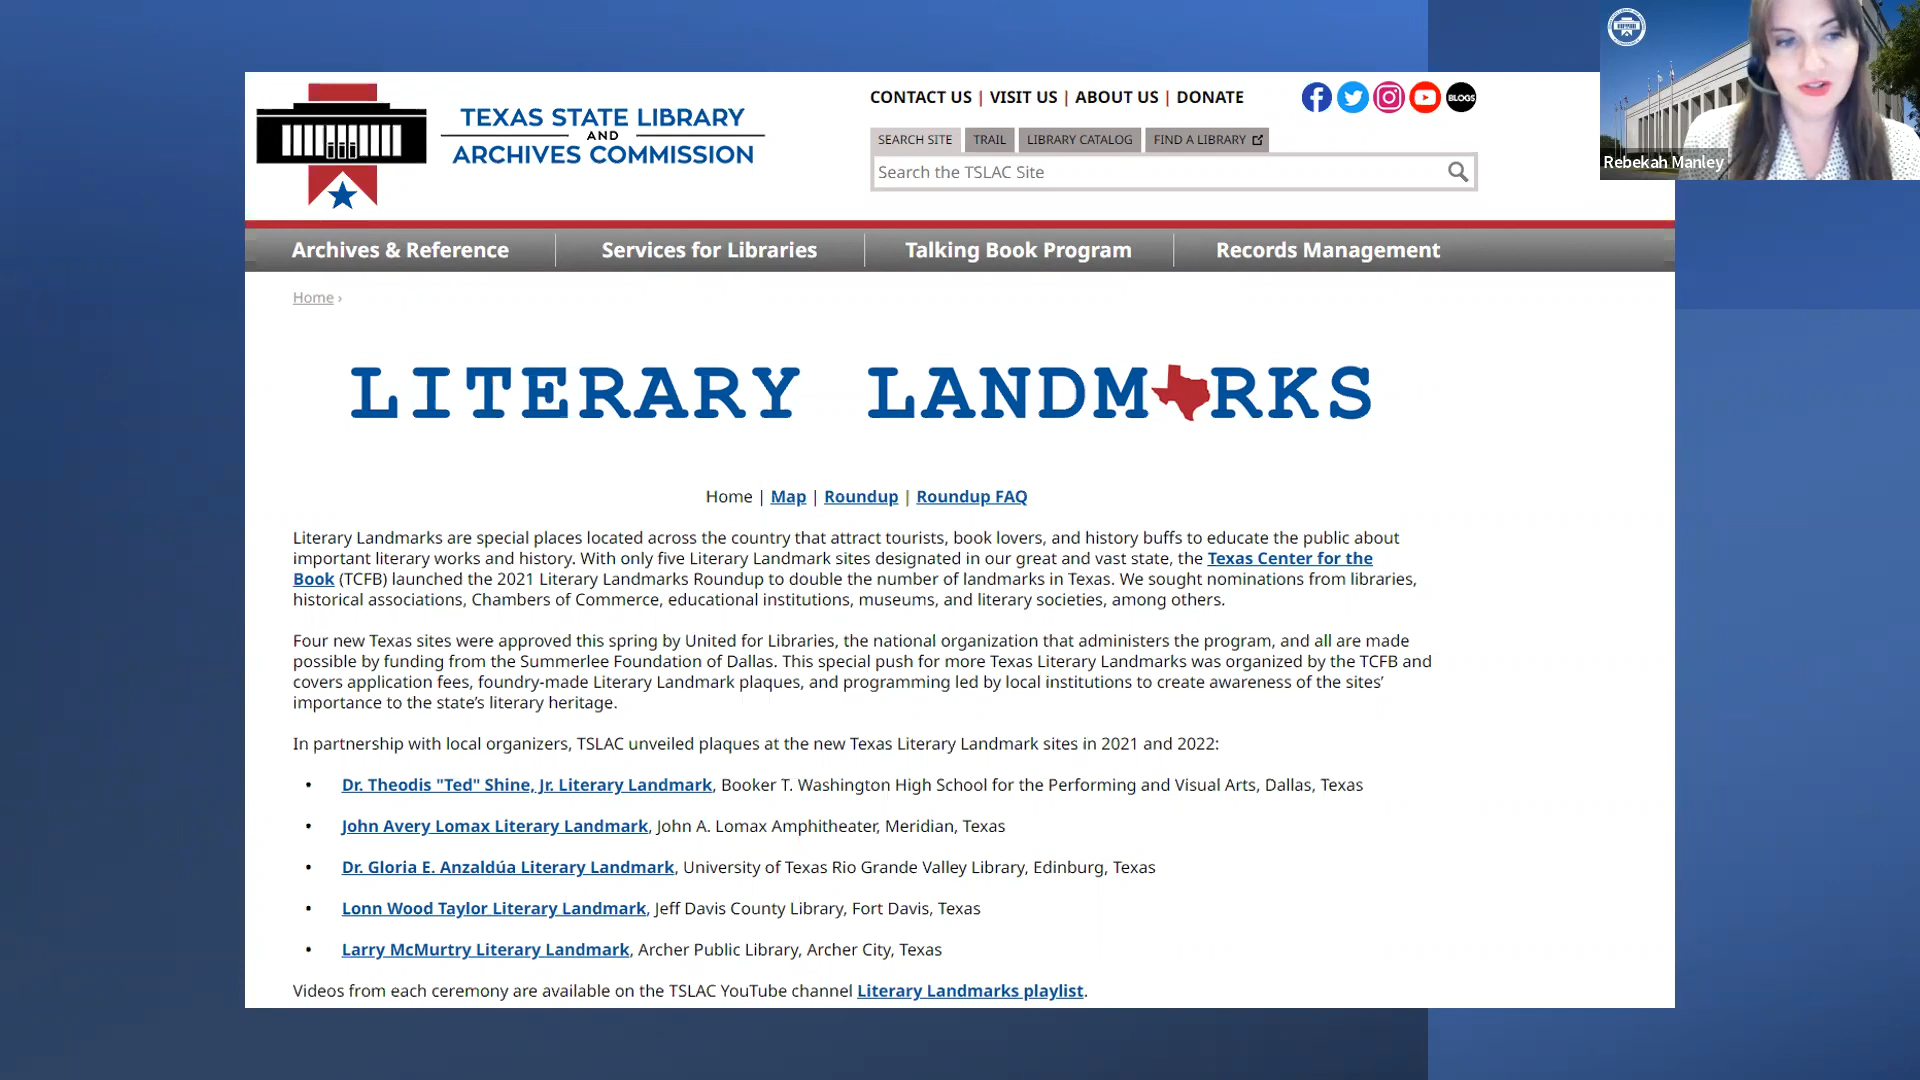 TEXAS STATE LIBRARY
AND
ARCHIVES COMMISSION
CONTACT US | VISIT US | ABOUT US | DONATE
BLOGS
SEARCH SITE TRAIL LIBRARY CATALOG FIND A LIBRARY
Search the TSLAC Site
Rebekah Manley
Archives & Reference Services for Libraries Talking Book Program Records Management
Home ›
LITERARY LANDMARKS
Home | Map | Roundup | Roundup FAQ
Literary Landmarks are special places located across the country that attract tourists, book lovers, and history buffs to educate the public about
important literary works and history. With only five Literary Landmark sites designated in our great and vast state, the Texas Center for the
Book (TCFB) launched the 2021 Literary Landmarks Roundup to double the number of landmarks in Texas. We sought nominations from libraries,
historical associations, Chambers of Commerce, educational institutions, museums, and literary societies, among others.
Four new Texas sites were approved this spring by United for Libraries, the national organization that administers the program, and all are made
possible by funding from the Summerlee Foundation of Dallas. This special push for more Texas Literary Landmarks was organized by the TCFB and
covers application fees, foundry-made Literary Landmark plaques, and programming led by local institutions to create awareness of the sites’
importance to the state’s literary heritage.
In partnership with local organizers, TSLAC unveiled plaques at the new Texas Literary Landmark sites in 2021 and 2022:
• Dr. Theodis "Ted" Shine, Jr. Literary Landmark, Booker T. Washington High School for the Performing and Visual Arts, Dallas, Texas
• John Avery Lomax Literary Landmark, John A. Lomax Amphitheater, Meridian, Texas
• Dr. Gloria E. Anzaldúa Literary Landmark, University of Texas Rio Grande Valley Library, Edinburg, Texas
• Lonn Wood Taylor Literary Landmark, Jeff Davis County Library, Fort Davis, Texas
• Larry McMurtry Literary Landmark, Archer Public Library, Archer City, Texas
Videos from each ceremony are available on the TSLAC YouTube channel Literary Landmarks playlist.